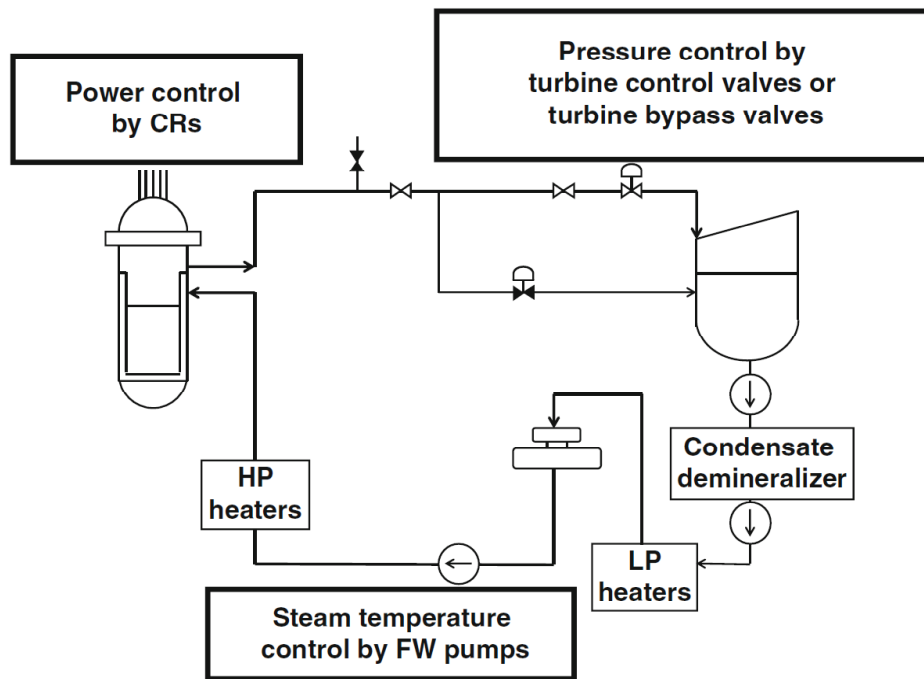 Power control
by CRs
Pressure control by
turbine control valves or
turbine bypass valves
Condensate
demineralizer
HP
heaters
LP
heaters
Steam temperature
control by FW pumps